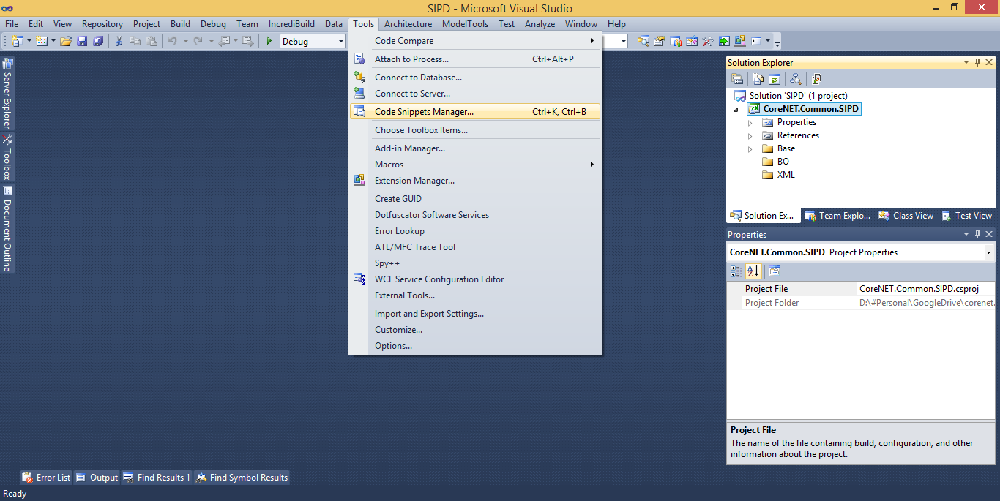 SIPD - Microsoft Visual Studio
File Edit View Repository Project Build Debug Team IncrediBuild Data Tools Architecture ModelTools Test Analyze Window Help
Debug
Server Explorer
Toolbox
Document Outline
Code Compare
Attach to Process... Ctrl+Alt+P
Connect to Database...
Connect to Server...
Code Snippets Manager... Ctrl+K, Ctrl+B
Choose Toolbox Items...
Add-in Manager...
Macros
Extension Manager...
Create GUID
Dotfuscator Software Services
Error Lookup
ATL/MFC Trace Tool
Spy++
WCF Service Configuration Editor
External Tools...
Import and Export Settings...
Customize...
Options...
Solution Explorer
Solution 'SIPD' (1 project)
CoreNET.Common.SIPD
Properties
References
Base
BO
XML
Solution Ex... Team Explo... Class View Test View
Properties
CoreNET.Common.SIPD Project Properties
Project File CoreNET.Common.SIPD.csproj
Project Folder D:\#Personal\GoogleDrive\corenet.
Project File
The name of the file containing build, configuration, and other
information about the project.
Error List Output Find Results 1 Find Symbol Results
Ready